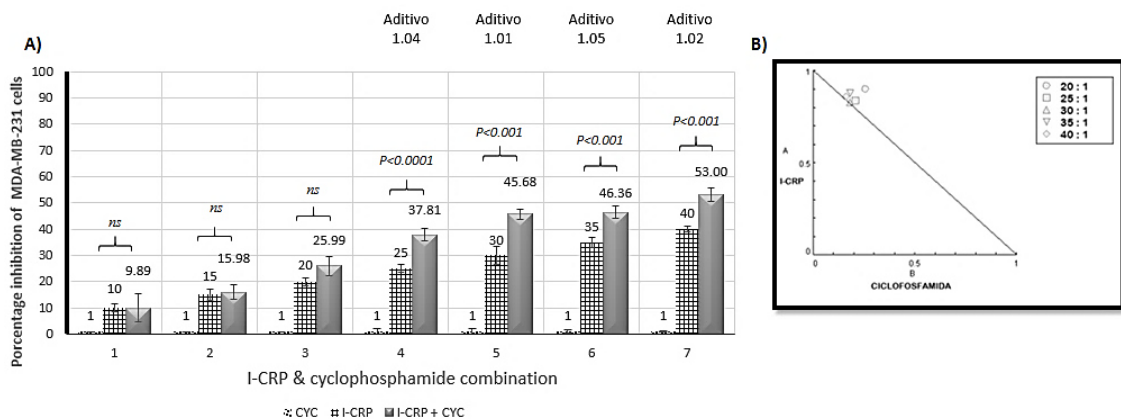 Aditivo 1.04
Aditivo 1.01
Aditivo 1.05
Aditivo 1.02
A)
Porcentage inhibition of MDA-MB-231 cells
100
90
80
70
60
50
40
30
20
10
0
ns
ns
ns
P<0.0001
P<0.001
P<0.001
P<0.001
1 10 9.89
1 15 15.98
1 20 25.99
1 25 37.81
1 30 45.68
1 35 46.36
1 40 53.00
1 2 3 4 5 6 7
I-CRP & cyclophosphamide combination
CYC I-CRP I-CRP + CYC
B)
1
A
0.5
I-CRP
0
0 0.5 1
B
CICLOFOSFAMIDA
20 : 1
25 : 1
30 : 1
35 : 1
40 : 1